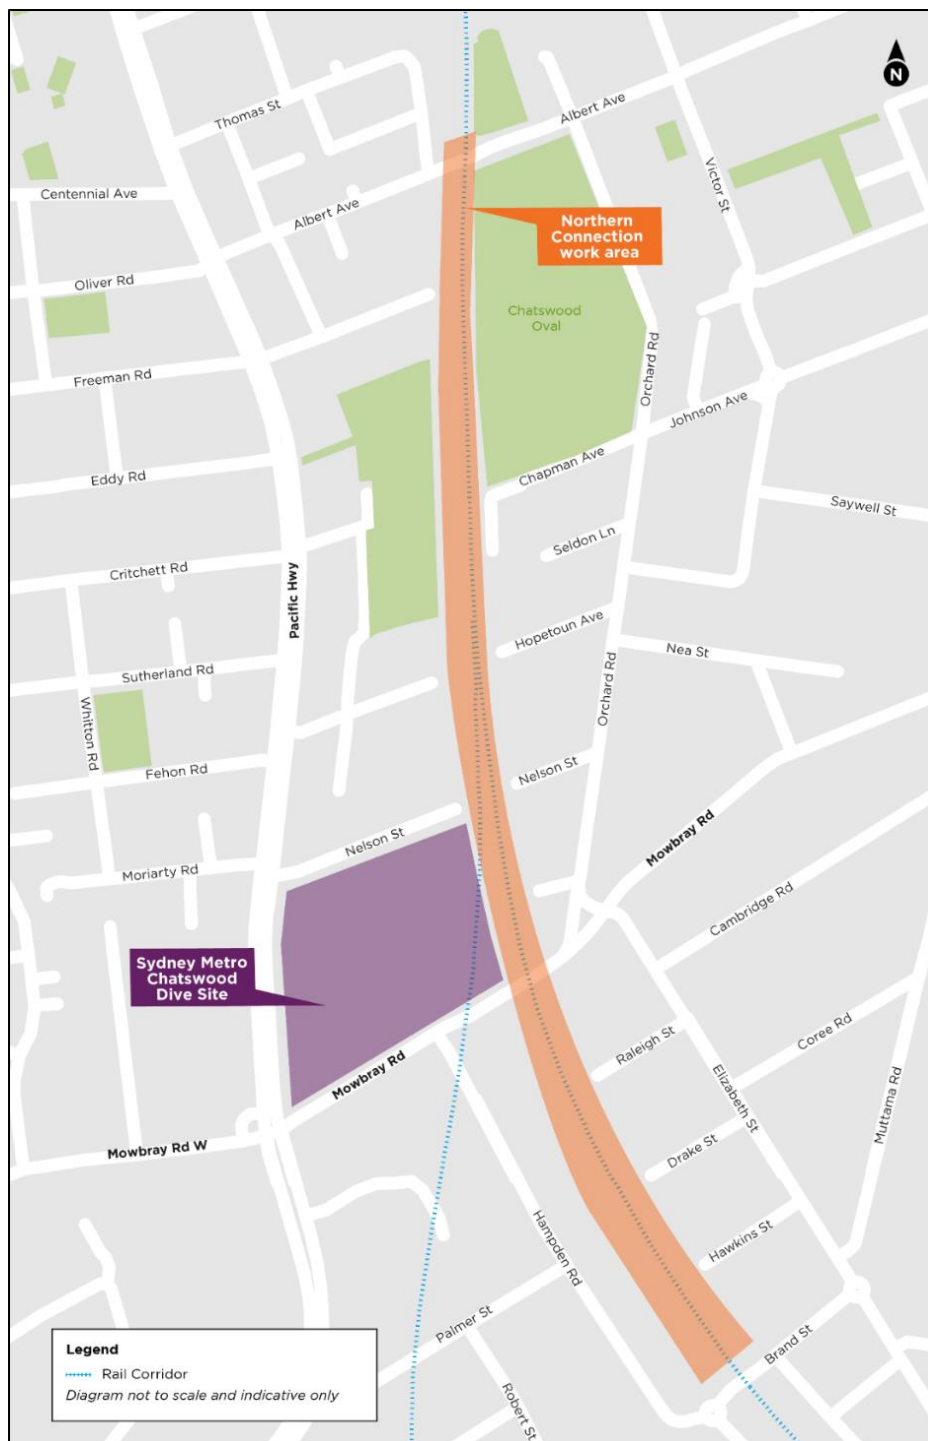 N
Thomas St
Albert Ave
Centennial Ave
Victor St
Albert Ave
Northern
Connection
work area
Oliver Rd
Chatswood
Oval
Freeman Rd
Orchard Rd
Johnson Ave
Eddy Rd
Chapman Ave
Saywell St
Seldon Ln
Critchett Rd
Pacific Hwy
Hopetoun Ave
Nea St
Sutherland Rd
Orchard Rd
Whitton Rd
Fehon Rd
Nelson St
Nelson St
Mowbray Rd
Moriarty Rd
Cambridge Rd
Sydney Metro
Chatswood
Dive Site
Raleigh St
Coree Rd
Mowbray Rd
Elizabeth St
Muttama Rd
Mowbray Rd W
Drake St
Hampden Rd
Hawkins St
Palmer St
Brand St
Robert St
Legend
Rail Corridor
Diagram not to scale and indicative only